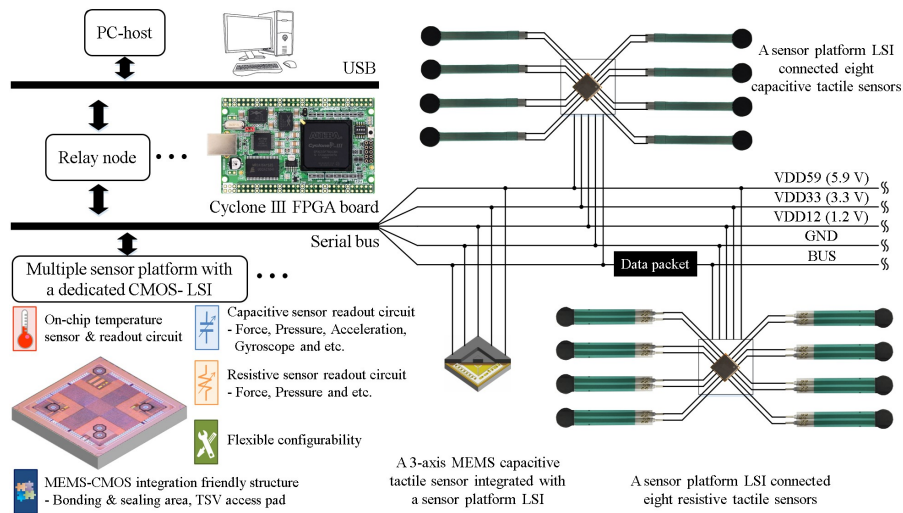 PC-host
USB
Relay node
Cyclone III FPGA board
Serial bus
Multiple sensor platform with
a dedicated CMOS- LSI
On-chip temperature
sensor & readout circuit
Capacitive sensor readout circuit
- Force, Pressure, Acceleration,
Gyroscope and etc.
Resistive sensor readout circuit
- Force, Pressure and etc.
Flexible configurability
MEMS-CMOS integration friendly structure
- Bonding & sealing area, TSV access pad
A sensor platform LSI
connected eight
capacitive tactile sensors
VDD59 (5.9 V)
VDD33 (3.3 V)
VDD12 (1.2 V)
GND
BUS
Data packet
A 3-axis MEMS capacitive
tactile sensor integrated with
a sensor platform LSI
A sensor platform LSI connected
eight resistive tactile sensors